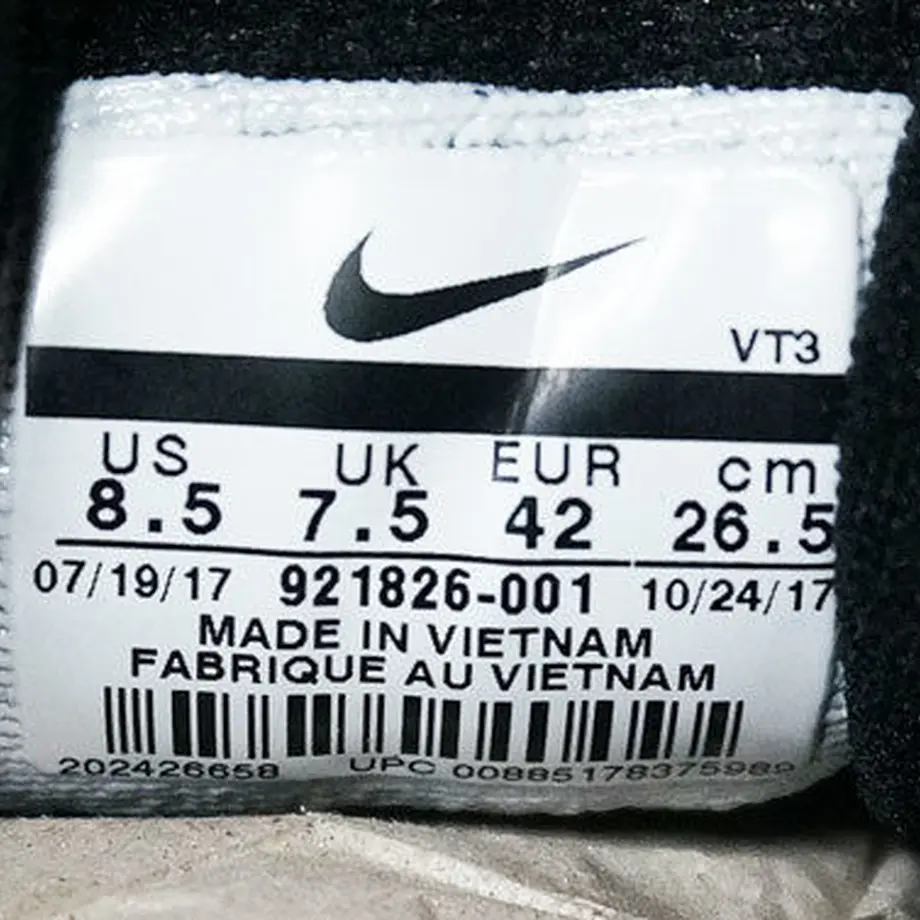 VT3
US UK EUR cm
8.5 7.5 42 26.5
07/19/17 921826-001 10/24/17
MADE IN VIETNAM
FABRIQUE AU VIETNAM
202426658 UPC 00885178375989